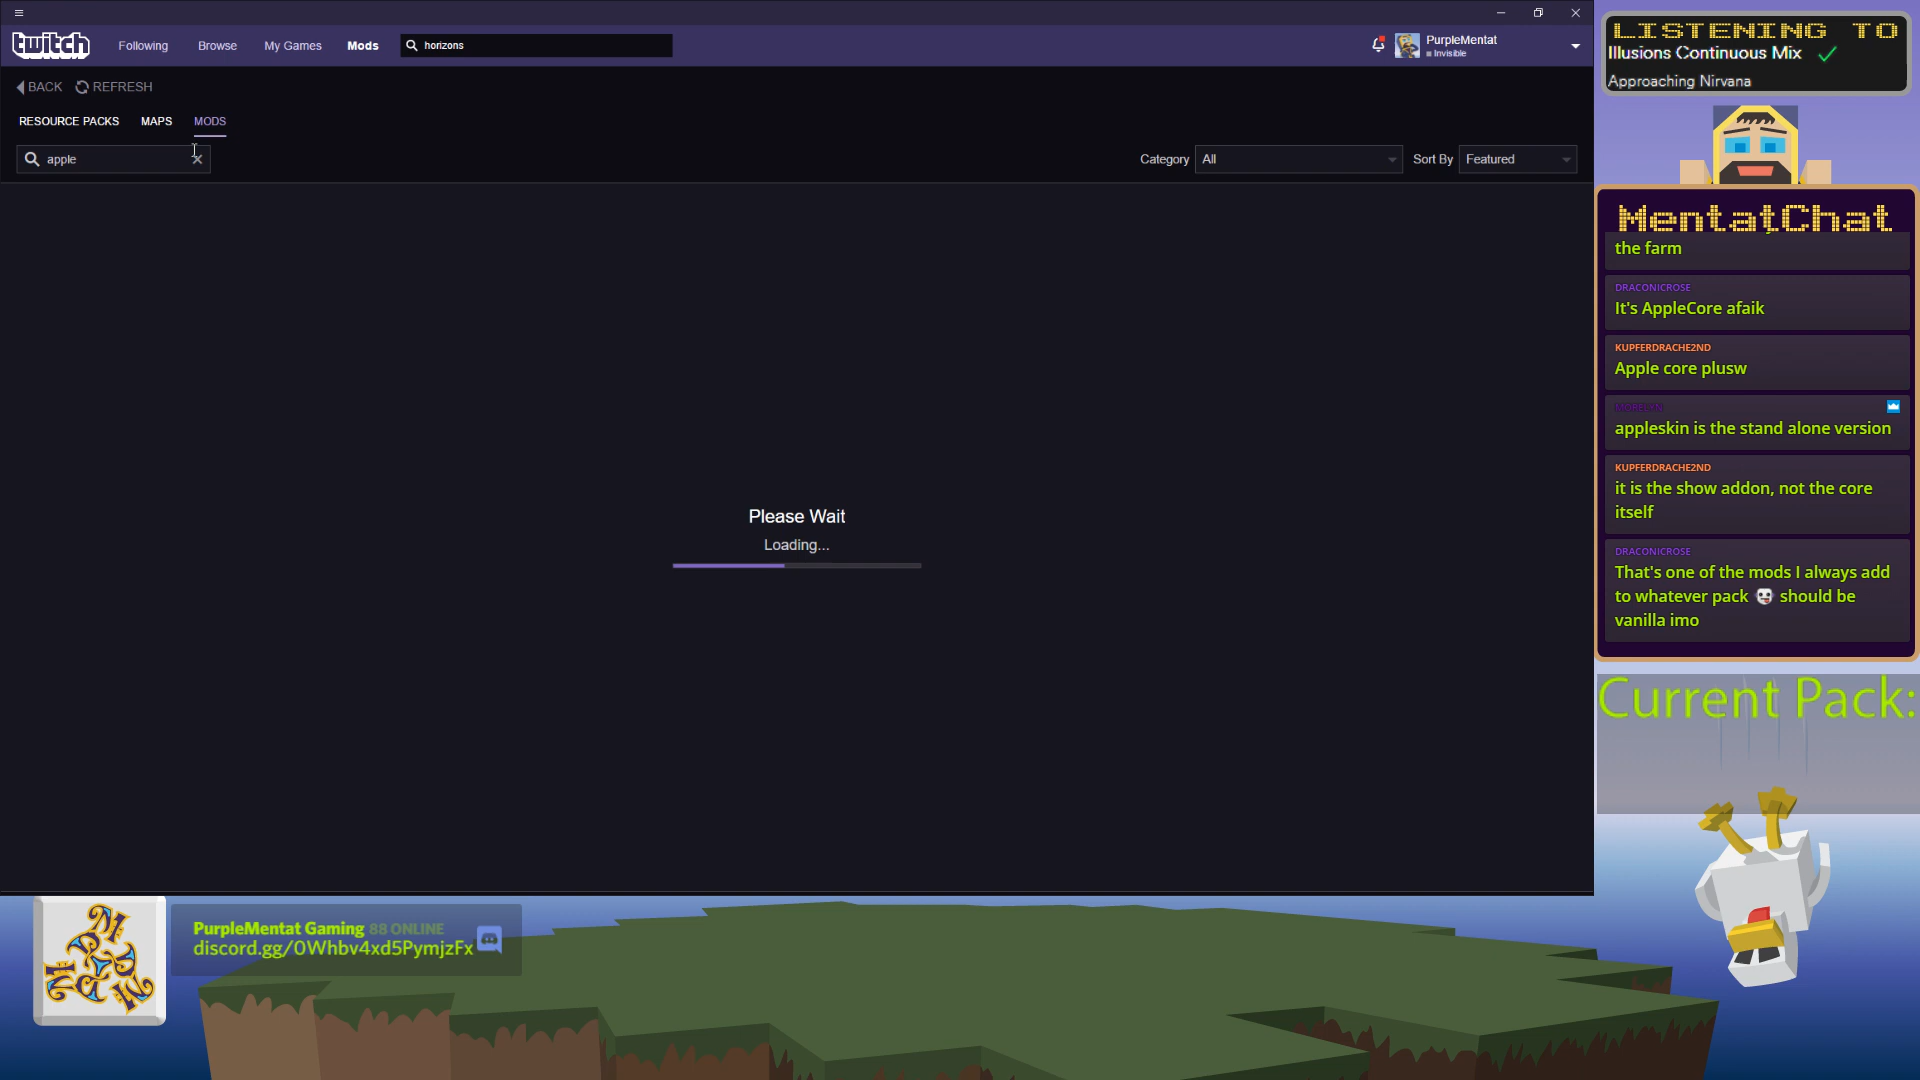 twitch
Following
Browse
My Games
Mods
horizons
PurpleMentat
Invisible
BACK
REFRESH
RESOURCE PACKS
MAPS
MODS
apple
Category
All
Sort By
Featured
Please Wait
Loading...
LISTENING TO
Illusions Continuous Mix
Approaching Nirvana
MentatChat
the farm
DRACONICROSE
It's AppleCore afaik
KUPFERDRACHE2ND
Apple core plusw
appleskin is the stand alone version
KUPFERDRACHE2ND
it is the show addon, not the core
itself
DRACONICROSE
That's one of the mods I always add
to whatever pack should be
vanilla imo
Current Pack:
PurpleMentat Gaming 88 ONLINE
discord.gg/0Whbv4xd5PymjzFx